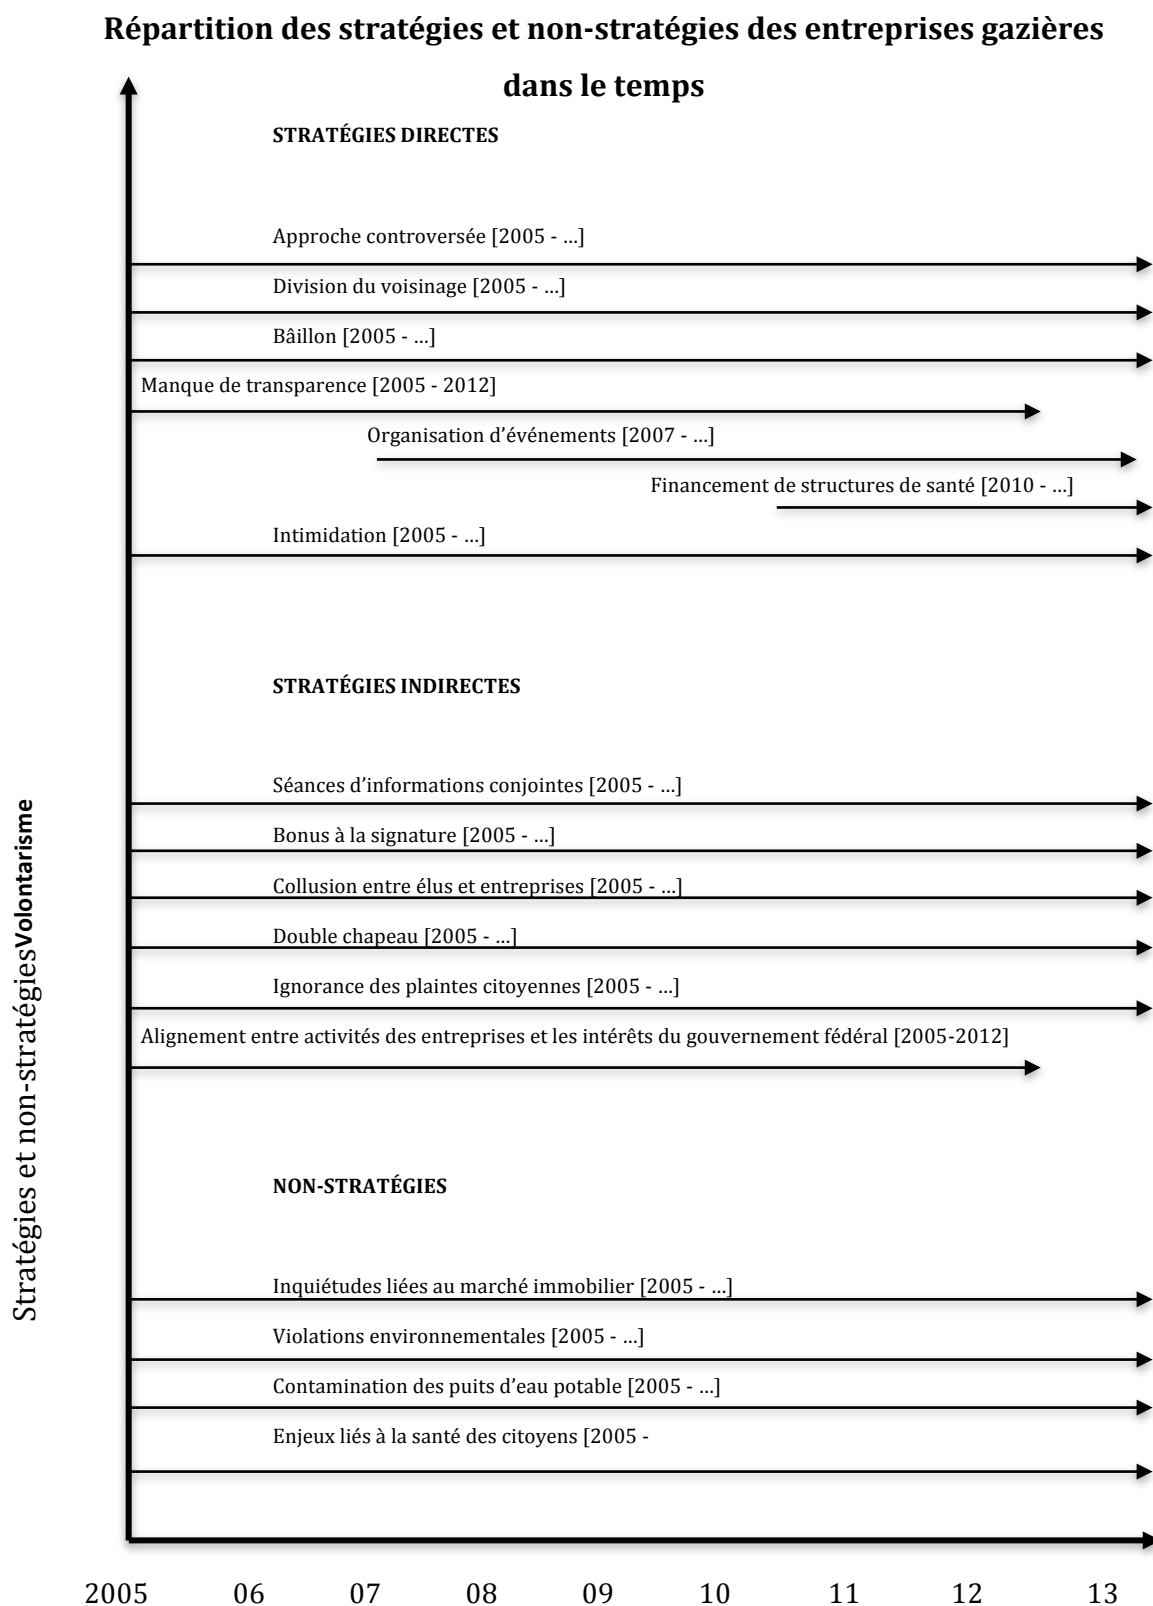 Répartition des stratégies et non-stratégies des entreprises gazières
dans le temps
STRATÉGIES DIRECTES
Approche controversée [2005 - ...]
Division du voisinage [2005 - ...]
Bâillon [2005 - ...]
Manque de transparence [2005 - 2012]
Organisation d’événements [2007 - ...]
Financement de structures de santé [2010 - ...]
Intimidation [2005 - ...]
STRATÉGIES INDIRECTES
Séances d’informations conjointes [2005 - ...]
Bonus à la signature [2005 - ...]
Collusion entre élus et entreprises [2005 - ...]
Double chapeau [2005 - ...]
Ignorance des plaintes citoyennes [2005 - ...]
Alignement entre activités des entreprises et les intérêts du gouvernement fédéral [2005-2012]
NON-STRATÉGIES
Inquiétudes liées au marché immobilier [2005 - ...]
Violations environnementales [2005 - ...]
Contamination des puits d’eau potable [2005 - ...]
Enjeux liés à la santé des citoyens [2005 -
Stratégies et non-stratégiesVolontarisme
2005 06 07 08 09 10 11 12 13